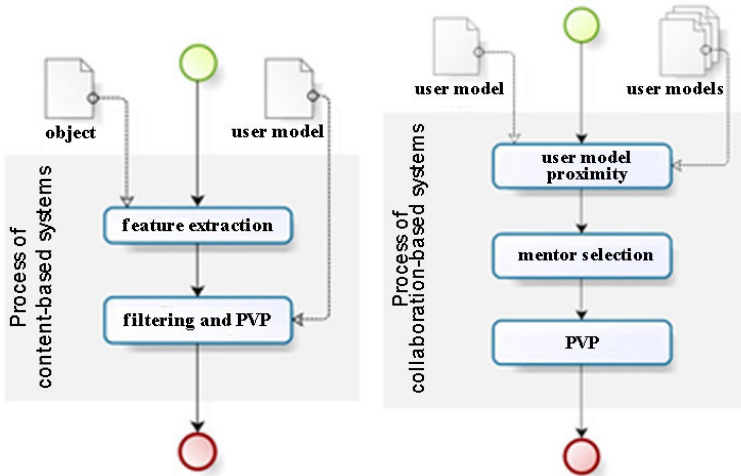 object
user model
Process of
content-based systems
feature extraction
filtering and PVP
user model
user models
Process of
collaboration-based systems
user model
proximity
mentor selection
PVP